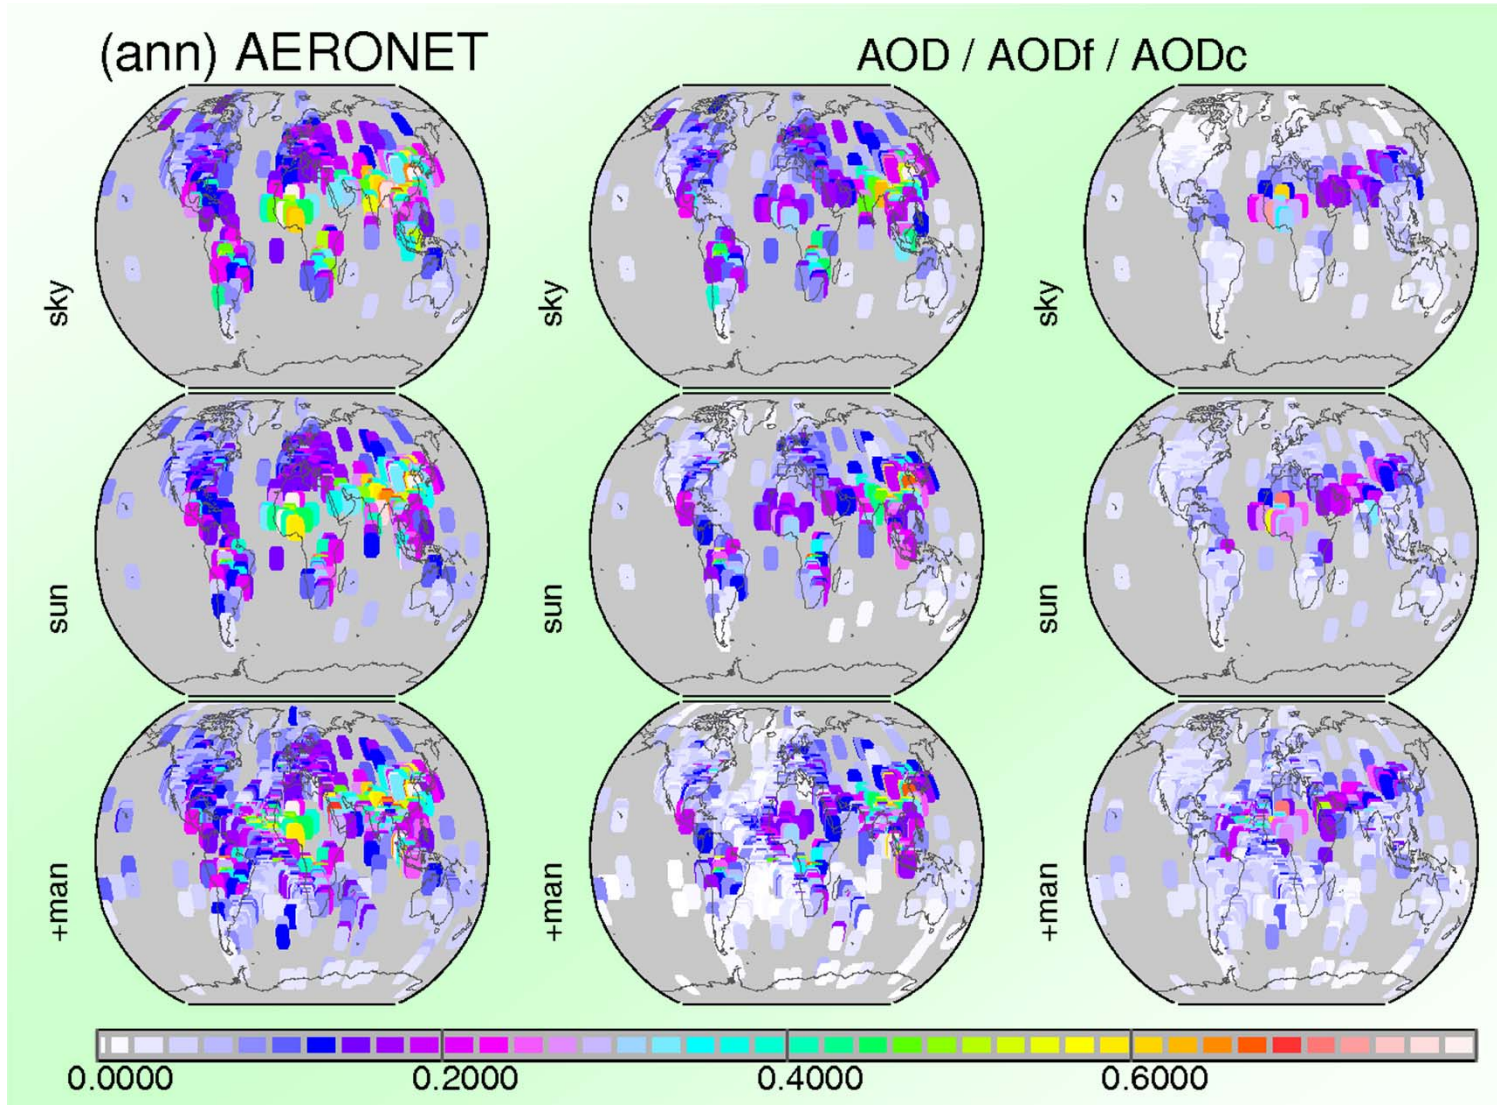 (ann) AERONET
AOD / AODf / AODc
sky
sky
sky
sun
sun
sun
+man
+man
+man
0.0000 0.2000 0.4000 0.6000